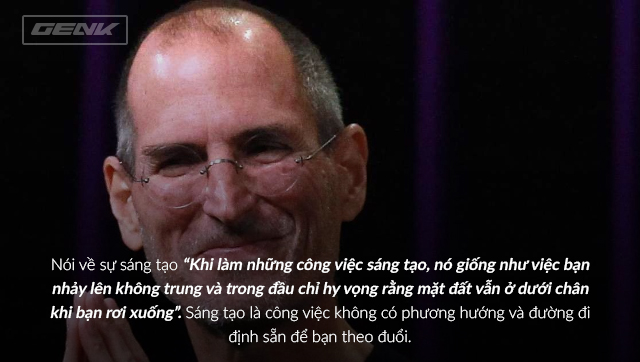 GENK
Nói về sự sáng tạo “Khi làm những công việc sáng tạo, nó giống như việc bạn
nhảy lên không trung và trong đầu chỉ hy vọng rằng mặt đất vẫn ở dưới chân
khi bạn rơi xuống”. Sáng tạo là công việc không có phương hướng và đường đi
định sẵn để bạn theo đuổi.